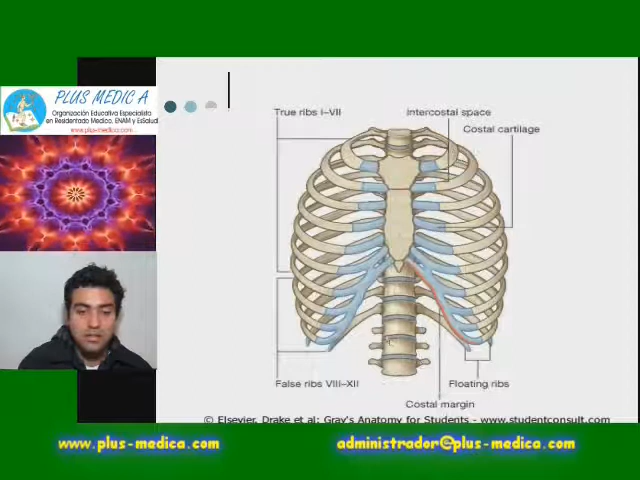 PLUS MEDIC A
Organización Educativa Especialista
en Residentado Medico, ENAM y EsSalud
www.plus-medica.com
True ribs I–VII
Intercostal space
Costal cartilage
False ribs VIII–XII
Floating ribs
Costal margin
© Elsevier, Drake et al: Gray's Anatomy for Students - www.studentconsult.com
www.plus-medica.com
administrador@plus-medica.com